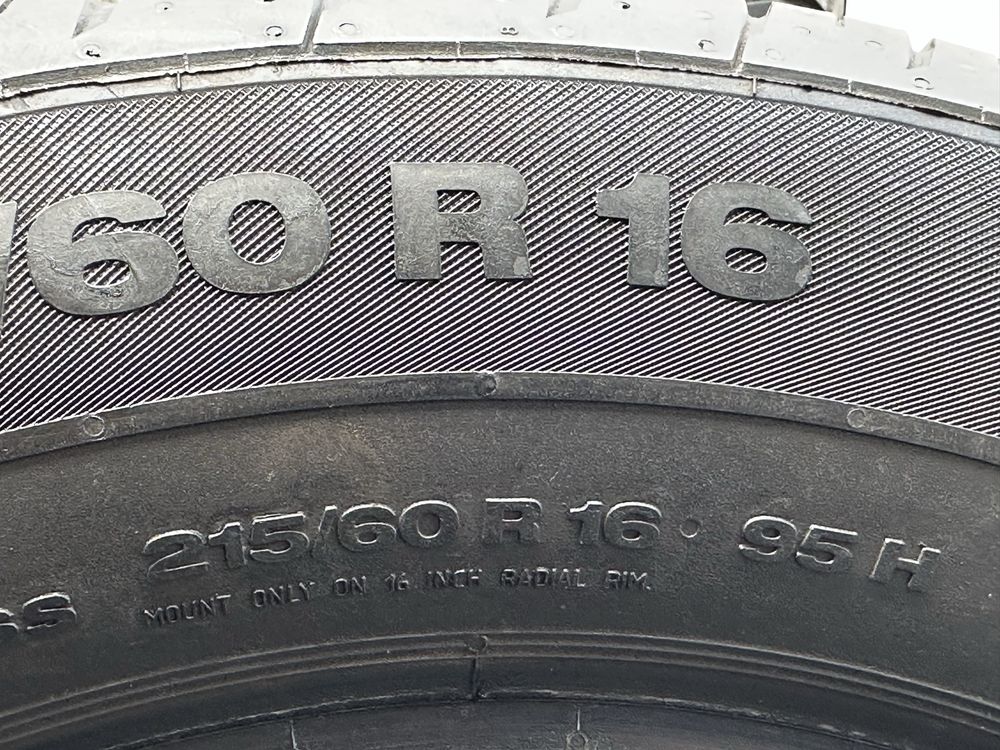 /60 R 16
215/60 R 16 · 95 H
MOUNT ONLY ON 16 INCH RADIAL RIM.